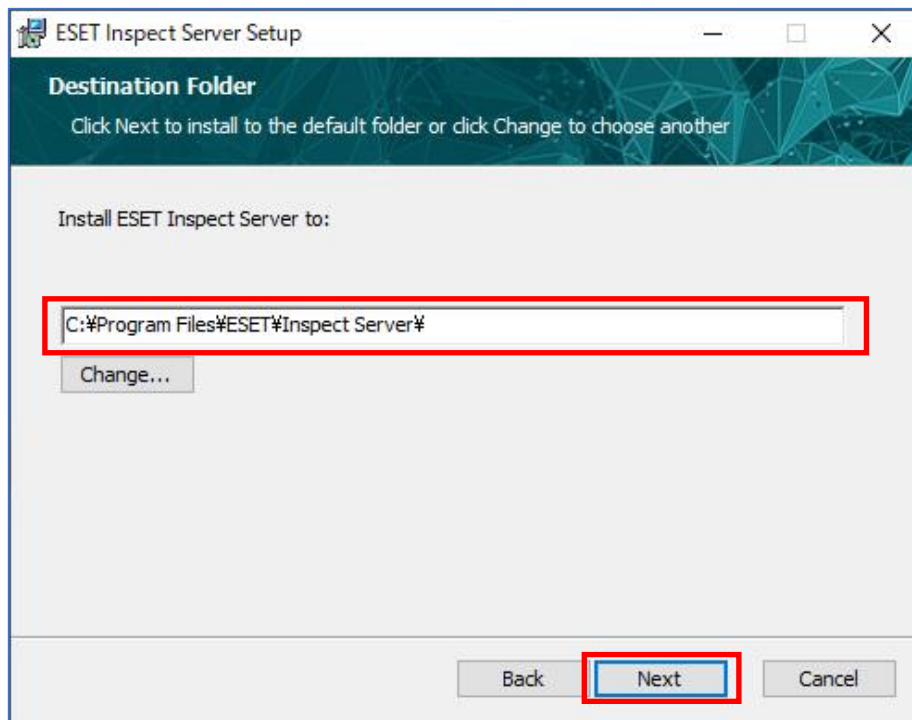 ESET Inspect Server Setup
Destination Folder
Click Next to install to the default folder or click Change to choose another
Install ESET Inspect Server to:
C:¥Program Files¥ESET¥Inspect Server¥
Change...
Back Next Cancel